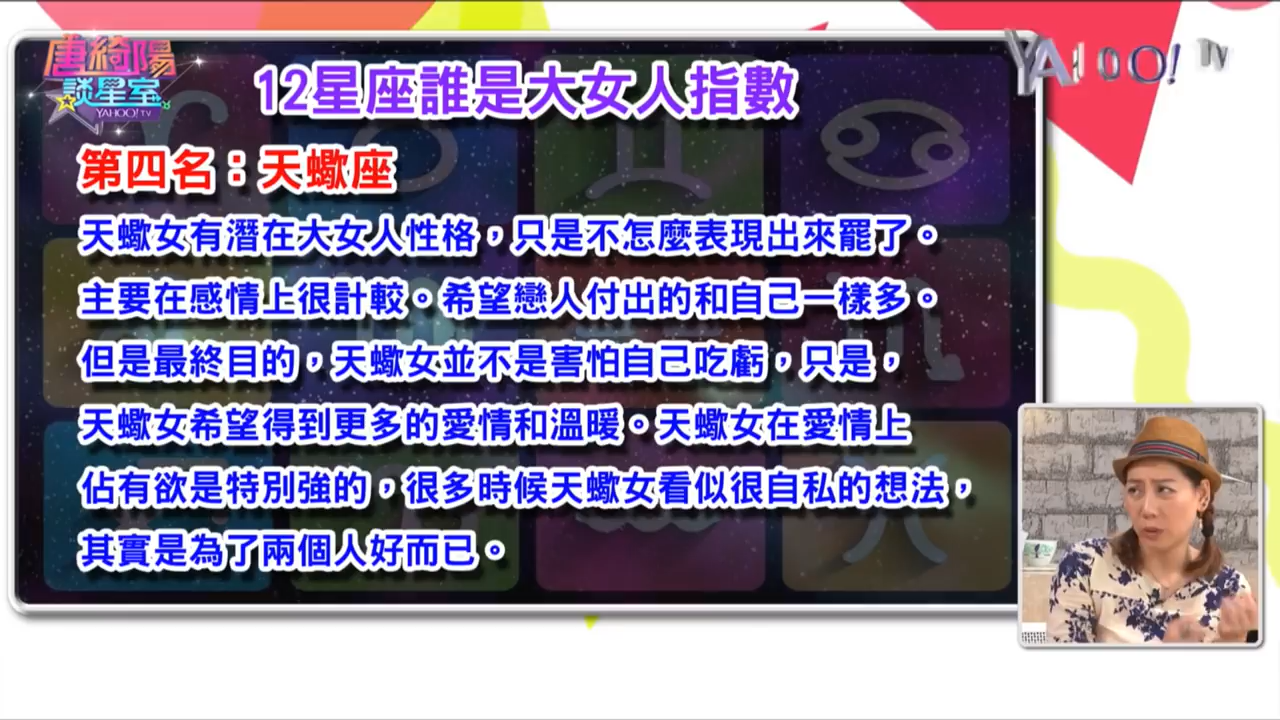 唐綺陽
談星室
YAHOO! TV
YAHOO! TV
12星座誰是大女人指數
第四名：天蠍座
天蠍女有潛在大女人性格，只是不怎麼表現出來罷了。
主要在感情上很計較。希望戀人付出的和自己一樣多。
但是最終目的，天蠍女並不是害怕自己吃虧，只是，
天蠍女希望得到更多的愛情和溫暖。天蠍女在愛情上
佔有欲是特別強的，很多時候天蠍女看似很自私的想法，
其實是為了兩個人好而已。